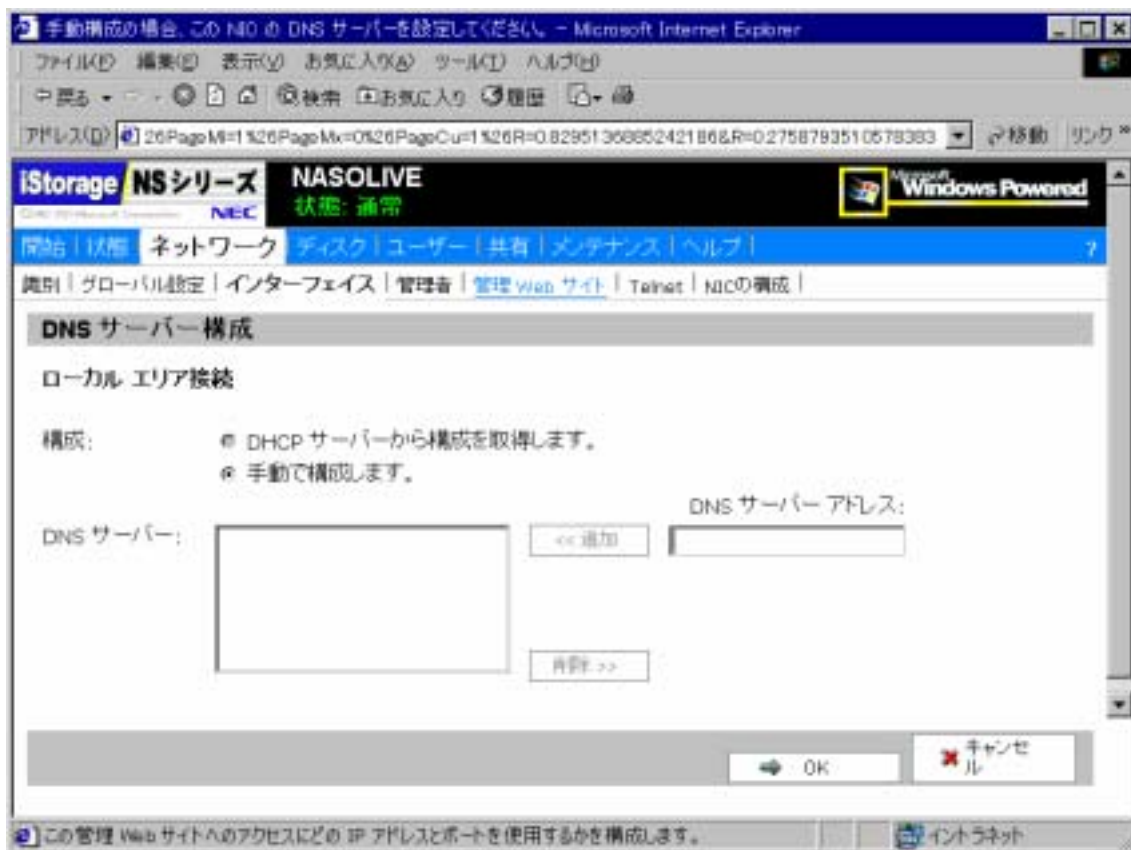 手動構成の場合、この NIC の DNS サーバーを設定してください。 - Microsoft Internet Explorer
ファイル(F) 編集(E) 表示(V) お気に入り(A) ツール(T) ヘルプ(H)
戻る 検索 お気に入り 履歴
アドレス(D) 26PageMi=1%26PageMx=0%26PageCu=1%26R=0.8295136885242186&R=0.2758793510578383 移動 リンク »
iStorage NSシリーズ NASOLIVE Microsoft Windows Powered
NEC 状態: 通常
開始 | 状態 | ネットワーク | ディスク | ユーザー | 共有 | メンテナンス | ヘルプ | ?
識別 | グローバル設定 | インターフェイス | 管理者 | 管理 Web サイト | Telnet | NICの構成 |
DNS サーバー構成
ローカル エリア接続
構成: DHCP サーバーから構成を取得します。
手動で構成します。
DNS サーバー アドレス:
DNS サーバー: << 追加
削除 >>
OK キャンセ
ル
この管理 Web サイトへのアクセスにどの IP アドレスとポートを使用するかを構成します。 イントラネット